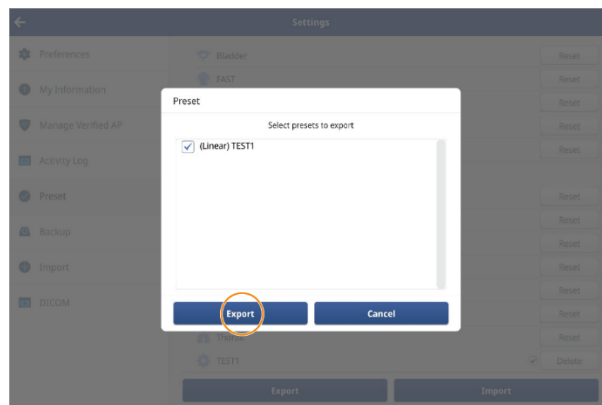 Settings
Preferences
My Information
Manage Verified AP
Activity Log
Preset
Backup
Import
DICOM
Bladder
Reset
FAST
Reset
Reset
Reset
Reset
Reset
Reset
Reset
Reset
Reset
Reset
Reset
TEST1
Delete
Export
Import
Preset
Select presets to export
(Linear) TEST1
Export
Cancel